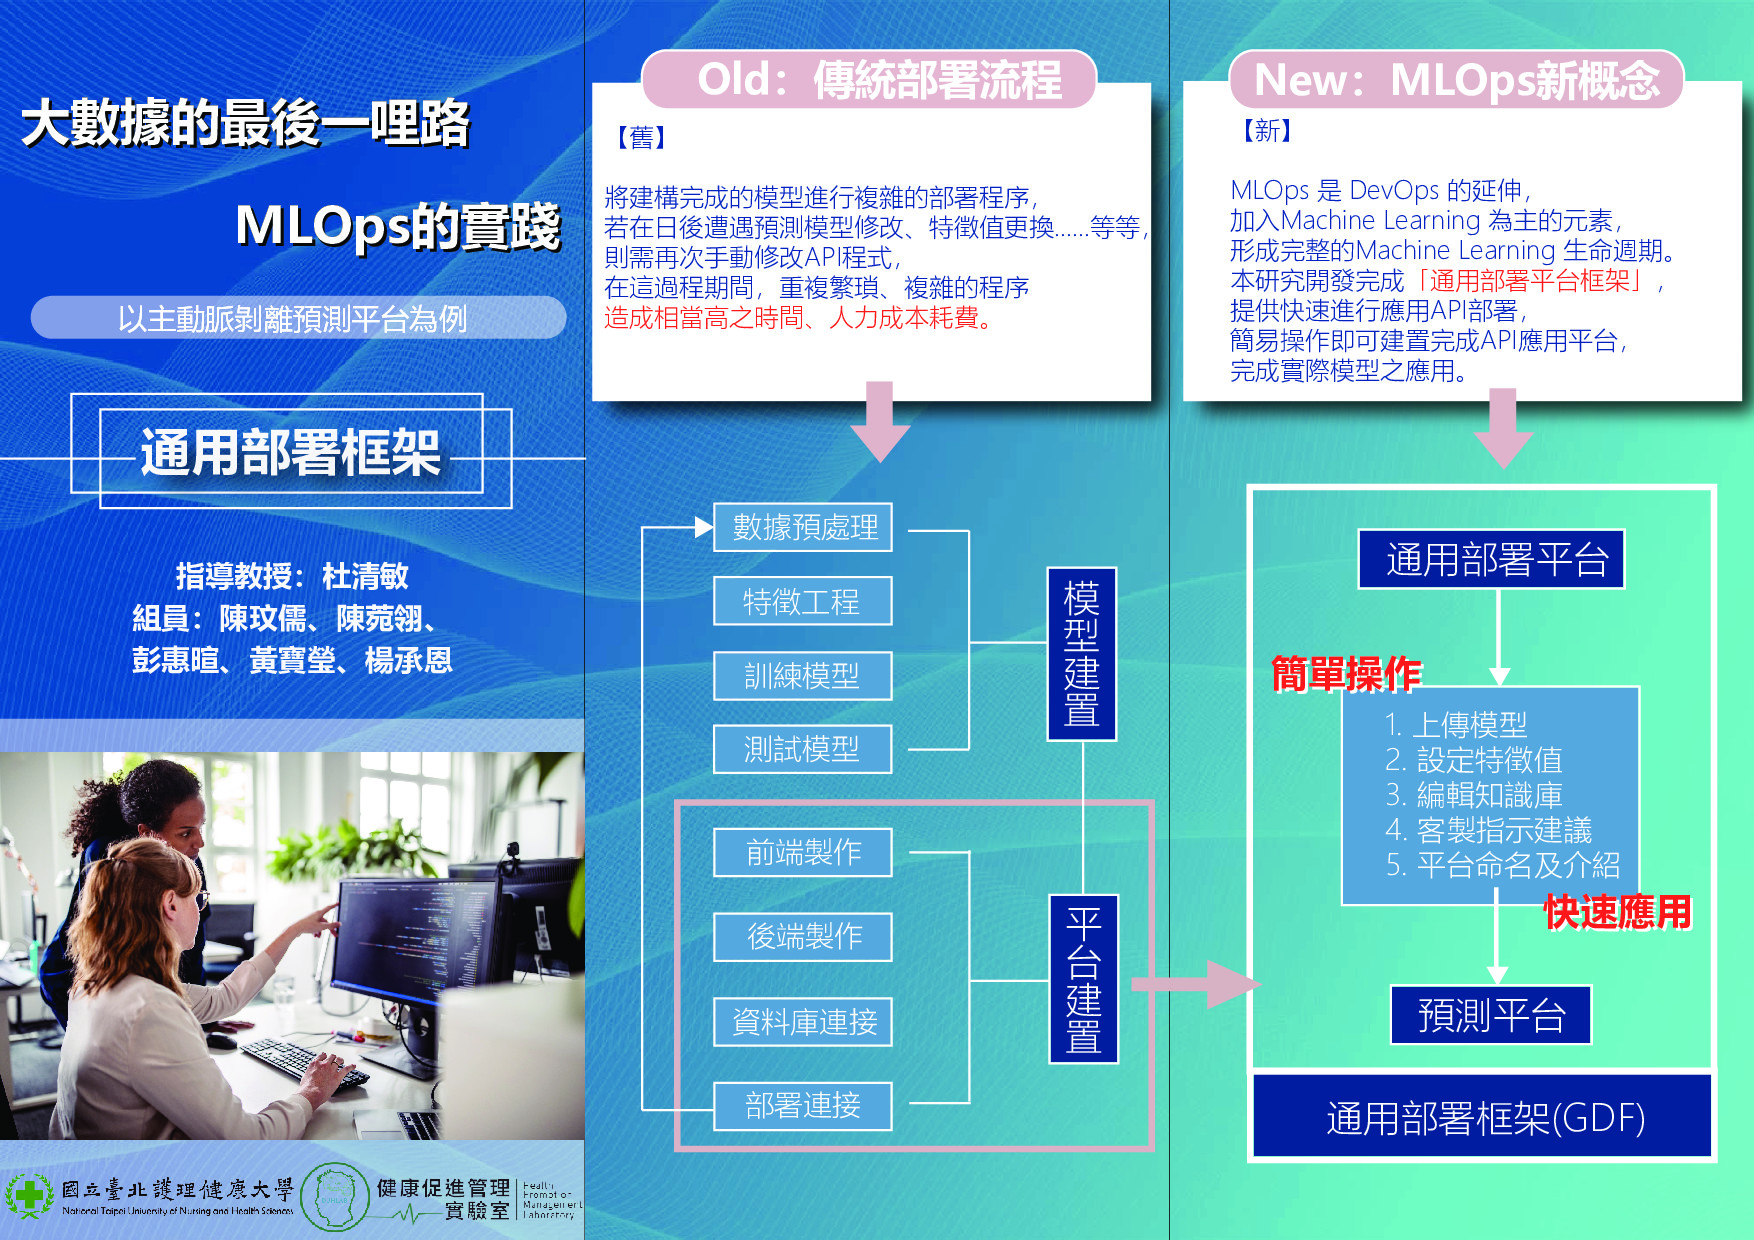 大數據的最後一哩路
MLOps的實踐
以主動脈剝離預測平台為例
通用部署框架
指導教授：杜清敏
組員：陳玟儒、陳菀翎、
彭惠暄、黃寶瑩、楊承恩
國立臺北護理健康大學
National Taipei University of Nursing and Health Sciences
健康促進管理
實驗室
Health
Promotion
Management
Laboratory
Old：傳統部署流程
【舊】
將建構完成的模型進行複雜的部署程序，
若在日後遭遇預測模型修改、特徵值更換......等等，
則需再次手動修改API程式，
在這過程期間，重複繁瑣、複雜的程序
造成相當高之時間、人力成本耗費。
數據預處理
特徵工程
訓練模型
測試模型
模型建置
前端製作
後端製作
資料庫連接
部署連接
平台建置
New：MLOps新概念
【新】
MLOps 是 DevOps 的延伸，
加入Machine Learning 為主的元素，
形成完整的Machine Learning 生命週期。
本研究開發完成「通用部署平台框架」，
提供快速進行應用API部署，
簡易操作即可建置完成API應用平台，
完成實際模型之應用。
通用部署平台
簡單操作
1. 上傳模型
2. 設定特徵值
3. 編輯知識庫
4. 客製指示建議
5. 平台命名及介紹
快速應用
預測平台
通用部署框架(GDF)